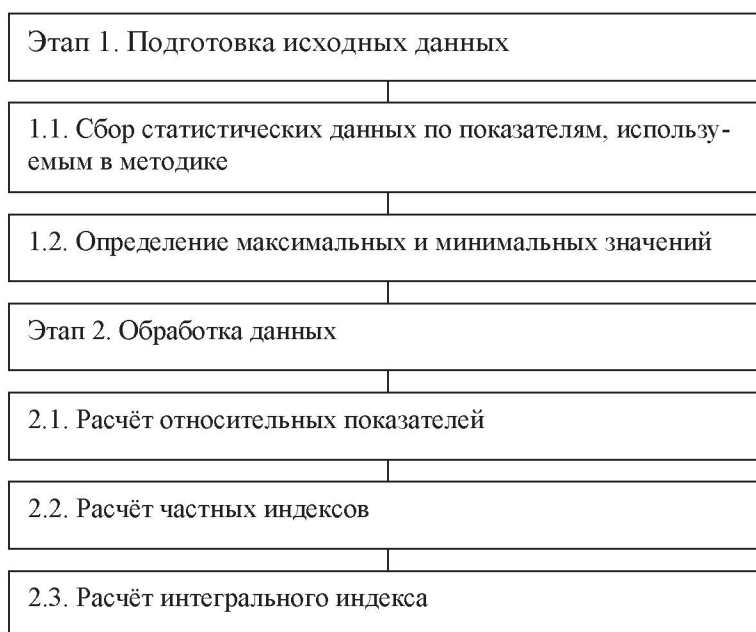 Этап 1. Подготовка исходных данных
1.1. Сбор статистических данных по показателям, использу-
емым в методике
1.2. Определение максимальных и минимальных значений
Этап 2. Обработка данных
2.1. Расчёт относительных показателей
2.2. Расчёт частных индексов
2.3. Расчёт интегрального индекса